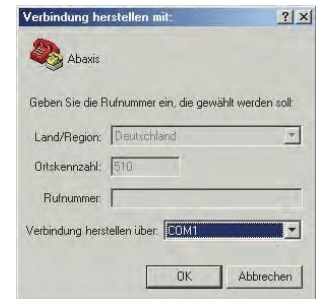 Verbindung herstellen mit:
Abaxis
Geben Sie die Rufnummer ein, die gewählt werden soll:
Land/Region: Deutschland
Ortskennzahl: 510
Rufnummer:
Verbindung herstellen über: COM1
OK Abbrechen